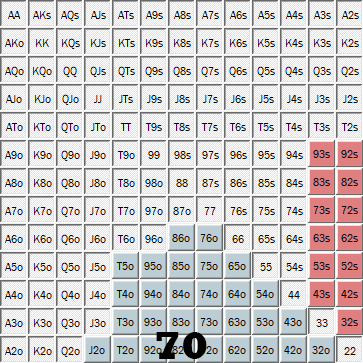 AA AKs AQs AJs ATs A9s A8s A7s A6s A5s A4s A3s A2s
AKo KK KQs KJs KTs K9s K8s K7s K6s K5s K4s K3s K2s
AQo KQo QQ QJs QTs Q9s Q8s Q7s Q6s Q5s Q4s Q3s Q2s
AJo KJo QJo JJ JTs J9s J8s J7s J6s J5s J4s J3s J2s
ATo KTo QTo JTo TT T9s T8s T7s T6s T5s T4s T3s T2s
A9o K9o Q9o J9o T9o 99 98s 97s 96s 95s 94s 93s 92s
A8o K8o Q8o J8o T8o 98o 88 87s 86s 85s 84s 83s 82s
A7o K7o Q7o J7o T7o 97o 87o 77 76s 75s 74s 73s 72s
A6o K6o Q6o J6o T6o 96o 86o 76o 66 65s 64s 63s 62s
A5o K5o Q5o J5o T5o 95o 85o 75o 65o 55 54s 53s 52s
A4o K4o Q4o J4o T4o 94o 84o 74o 64o 54o 44 43s 42s
A3o K3o Q3o J3o T3o 93o 83o 73o 63o 53o 43o 33 32s
A2o K2o Q2o J2o T2o 62o 52o 42o 32o 22
70